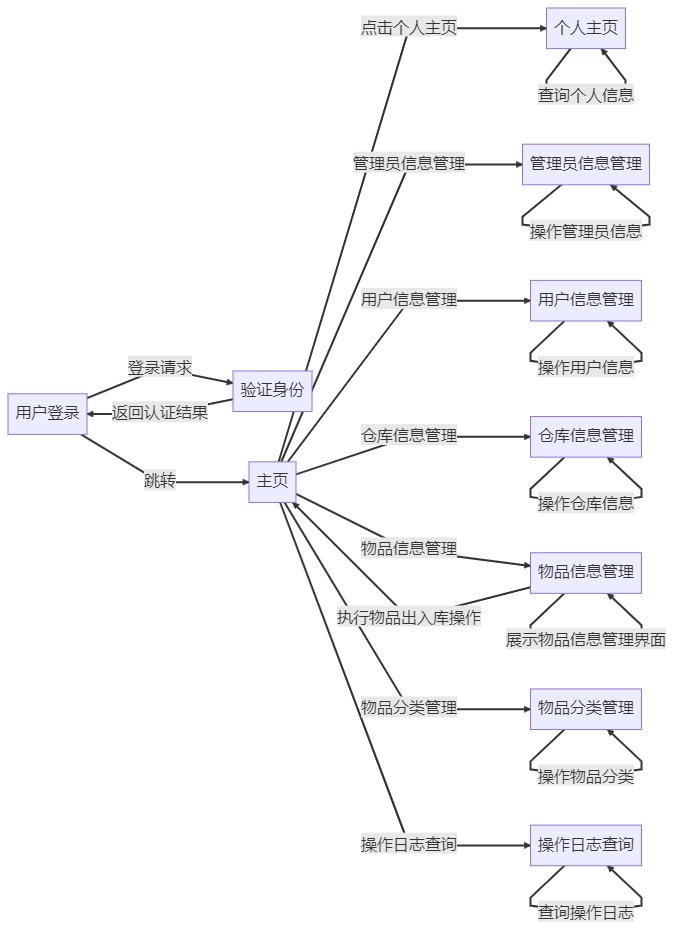 点击个人主页
个人主页
查询个人信息
管理员信息管理
管理员信息管理
操作管理员信息
用户信息管理
用户信息管理
操作用户信息
登录请求
验证身份
用户登录
返回认证结果
仓库信息管理
仓库信息管理
操作仓库信息
跳转
主页
物品信息管理
物品信息管理
执行物品出入库操作
展示物品信息管理界面
物品分类管理
物品分类管理
操作物品分类
操作日志查询
操作日志查询
查询操作日志